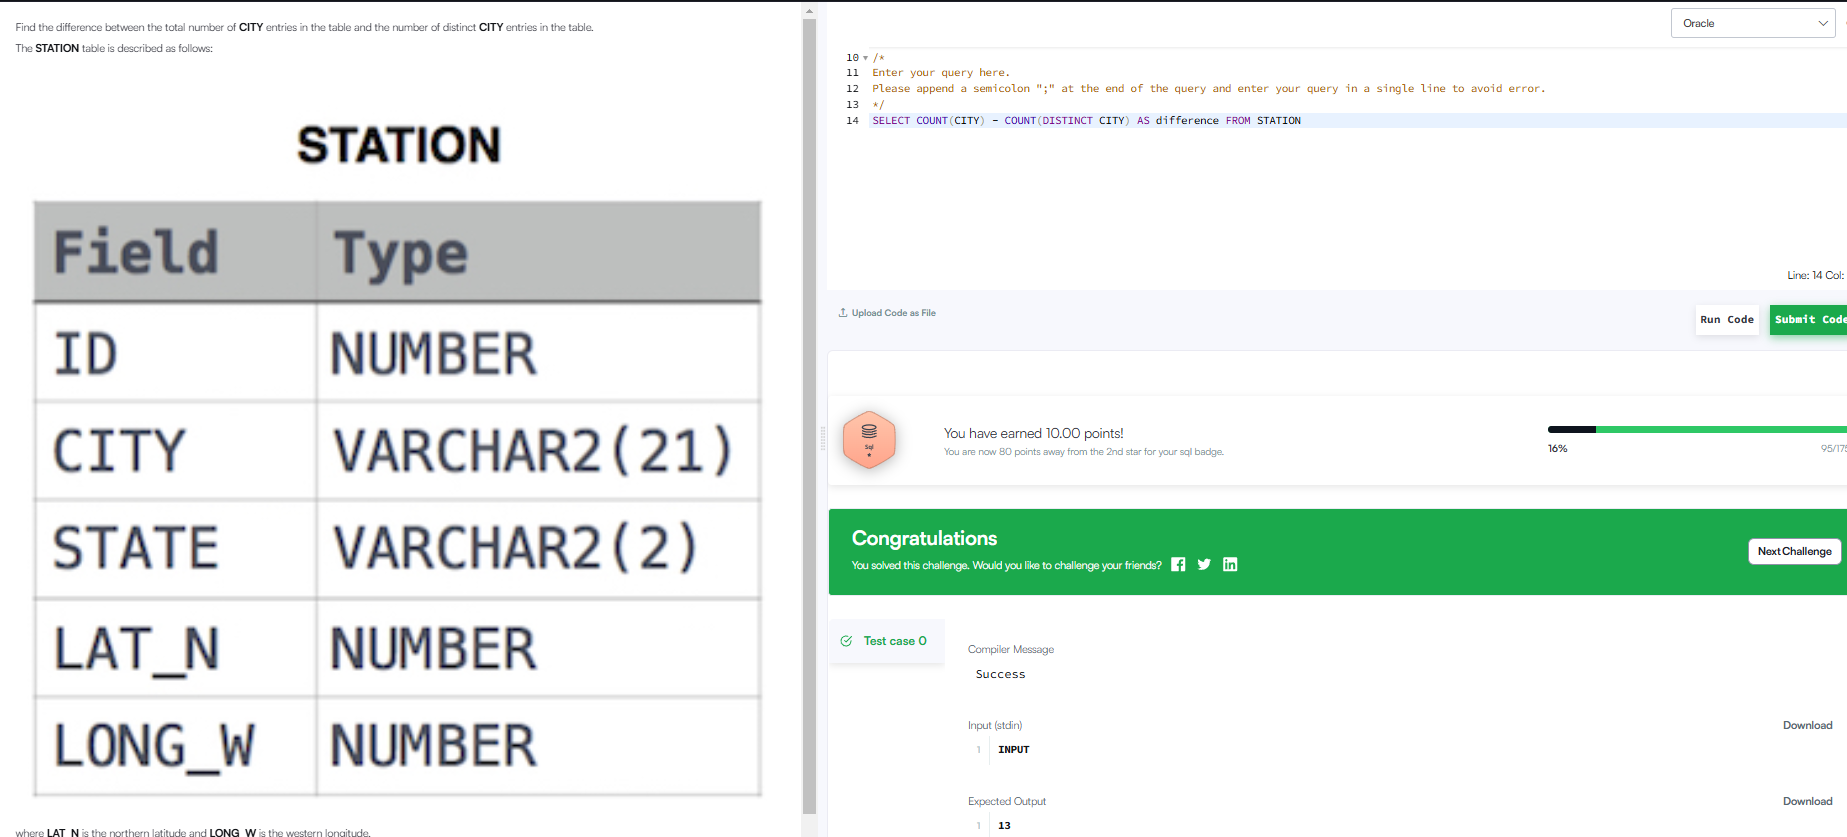 Find the difference between the total number of CITY entries in the table and the number of distinct CITY entries in the table.
The STATION table is described as follows:
STATION
Field Type
ID NUMBER
CITY VARCHAR2(21)
STATE VARCHAR2(2)
LAT_N NUMBER
LONG_W NUMBER
where LAT_N is the northern latitude and LONG_W is the western longitude.
Oracle
10 /*
11 Enter your query here.
12 Please append a semicolon ";" at the end of the query and enter your query in a single line to avoid error.
13 */
14 SELECT COUNT(CITY) - COUNT(DISTINCT CITY) AS difference FROM STATION
Line: 14 Col:
Upload Code as File
Run Code
Submit Code
Sql
You have earned 10.00 points!
You are now 80 points away from the 2nd star for your sql badge.
16%
95/175
Congratulations
You solved this challenge. Would you like to challenge your friends?
Next Challenge
Test case 0
Compiler Message
Success
Input (stdin)
Download
1 INPUT
Expected Output
Download
1 13